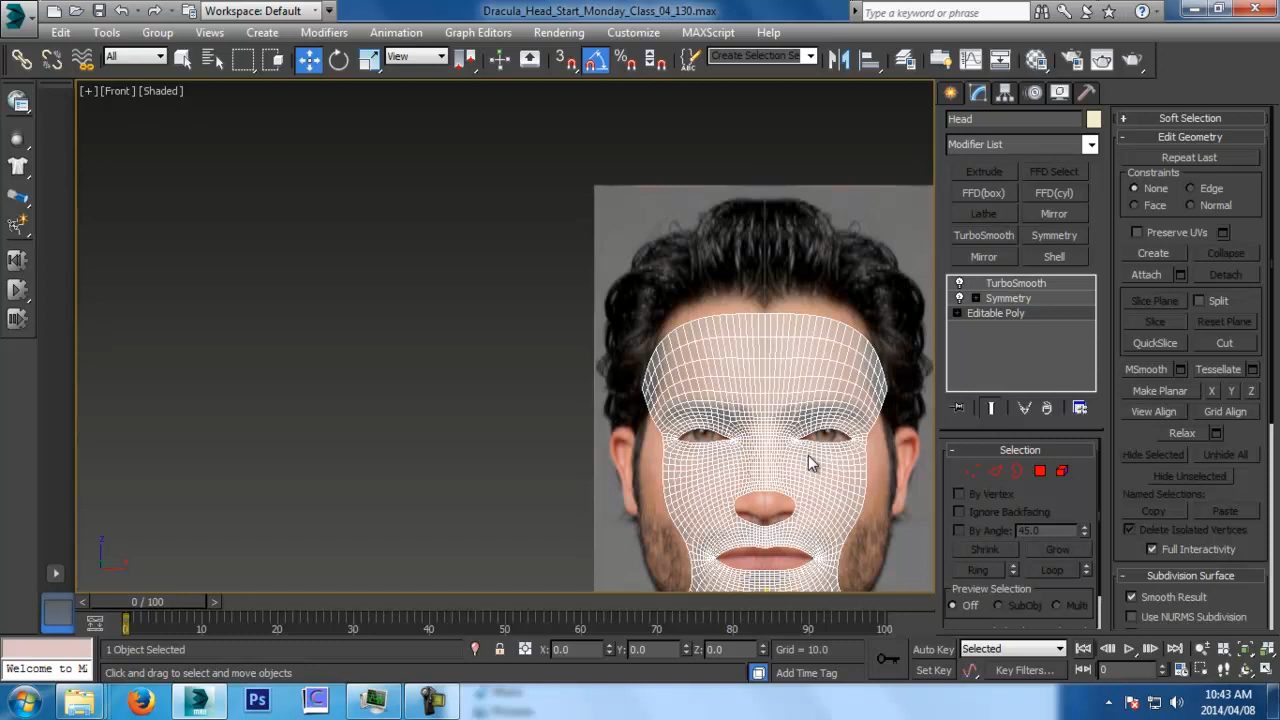 Workspace: Default
Dracula_Head_Start_Monday_Class_04_130.max
Type a keyword or phrase
Edit Tools Group Views Create Modifiers Animation Graph Editors Rendering Customize MAXScript Help
All
View
3
Create Selection Se
[+] [Front] [Shaded]
Head
Modifier List
Extrude FFD Select
FFD(box) FFD(cyl)
Lathe Mirror
TurboSmooth Symmetry
Mirror Shell
TurboSmooth
Symmetry
Editable Poly
Selection
By Vertex
Ignore Backfacing
By Angle: 45.0
Shrink Grow
Ring Loop
Preview Selection
Off SubObj Multi
Soft Selection
Edit Geometry
Repeat Last
Constraints
None Edge
Face Normal
Preserve UVs
Create Collapse
Attach Detach
Slice Plane Split
Slice Reset Plane
QuickSlice Cut
MSmooth Tessellate
Make Planar X Y Z
View Align Grid Align
Relax
Hide Selected Unhide All
Hide Unselected
Named Selections:
Copy Paste
Delete Isolated Vertices
Full Interactivity
Subdivision Surface
Smooth Result
Use NURMS Subdivision
z
x
0 / 100
0 10 20 30 40 50 60 70 80 90 100
1 Object Selected
X: 0.0 Y: 0.0 Z: 0.0
Grid = 10.0
Auto Key Selected
Welcome to M
Click and drag to select and move objects
Add Time Tag
Set Key Key Filters...
0
Ps
10:43 AM
2014/04/08